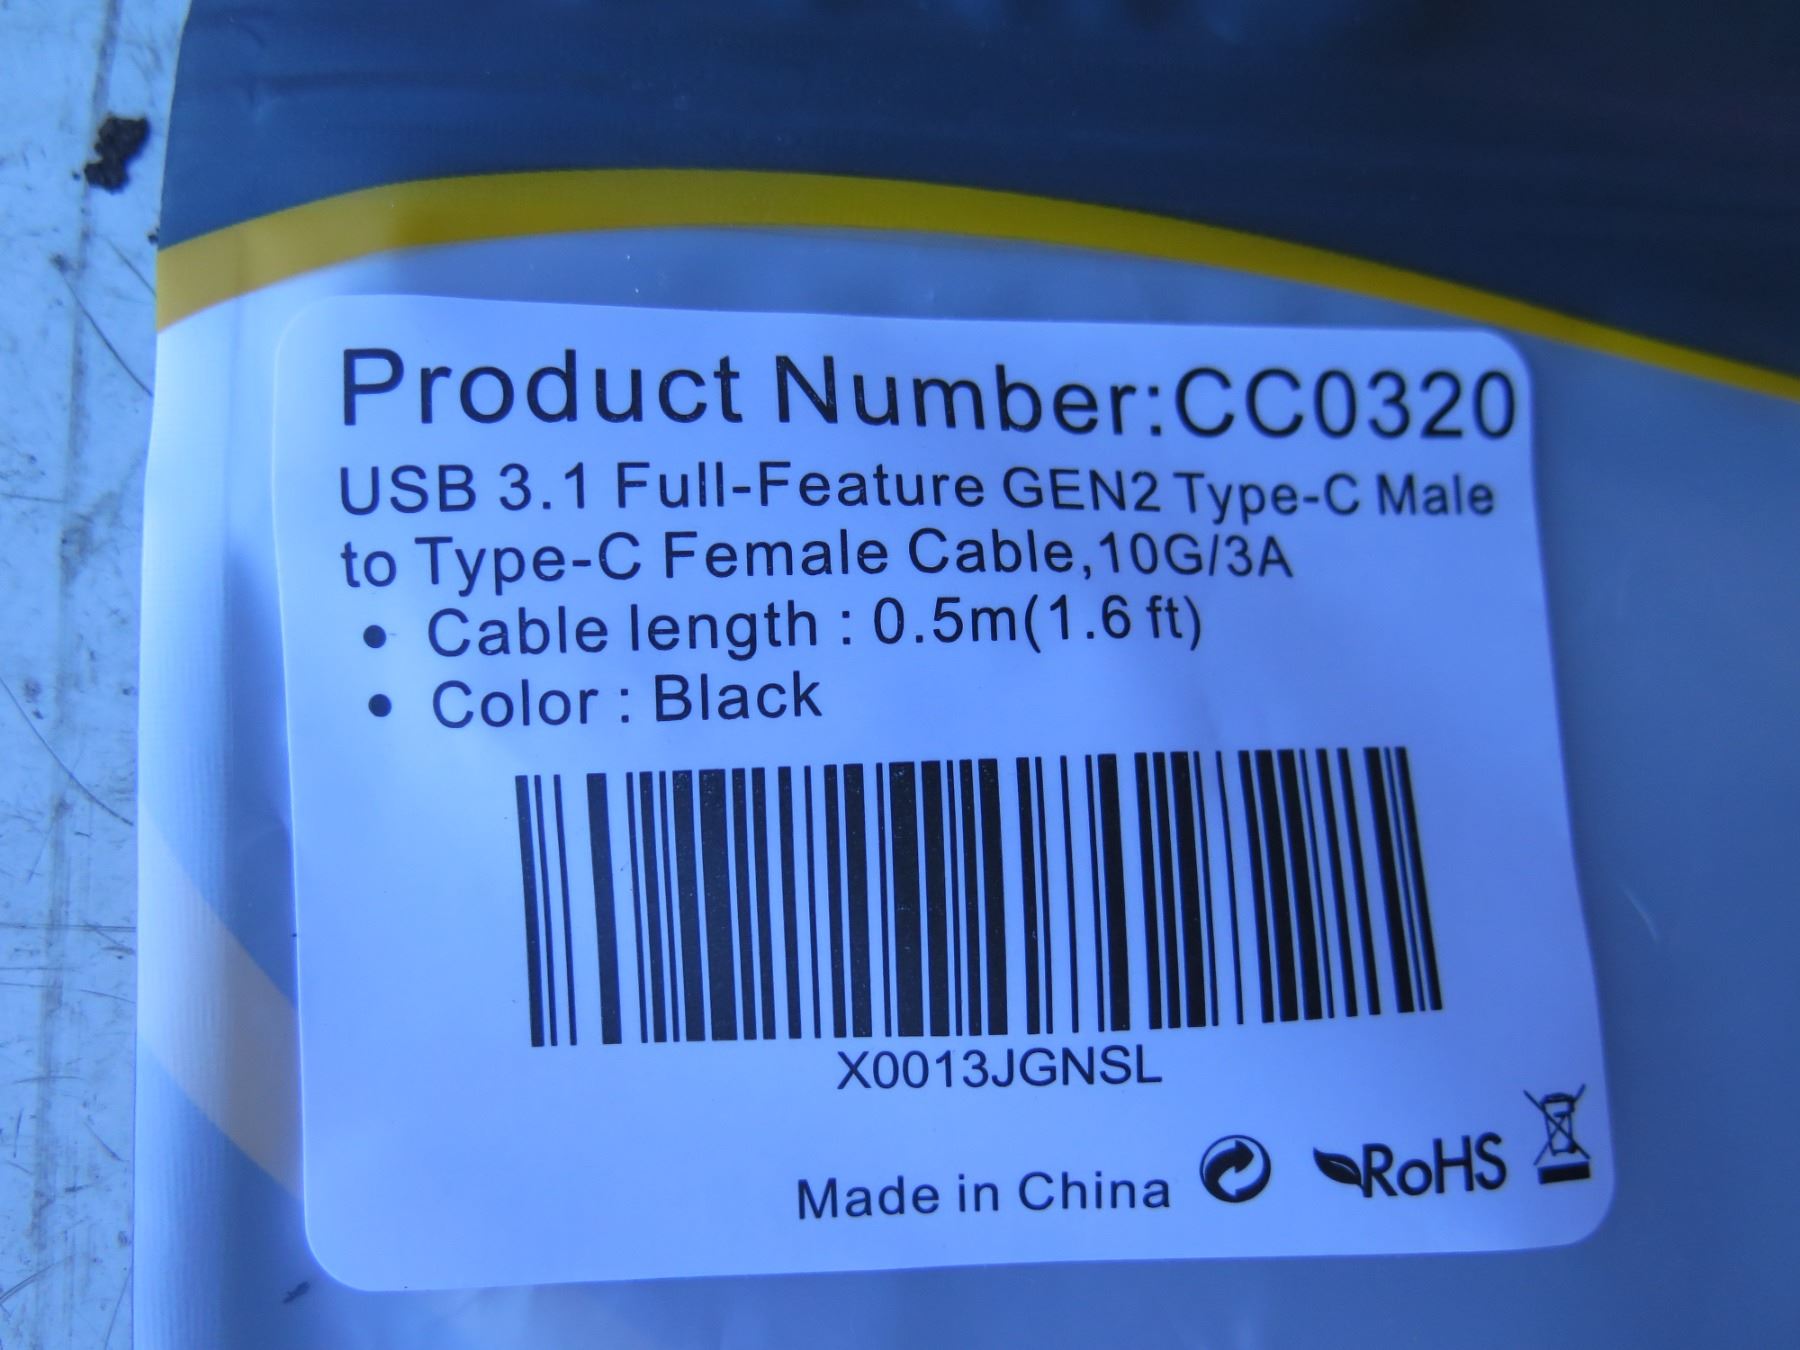 Product Number:CC0320
USB 3.1 Full-Feature GEN2 Type-C Male
to Type-C Female Cable,10G/3A
• Cable length : 0.5m(1.6 ft)
• Color : Black
X0013JGNSL
Made in China
RoHS